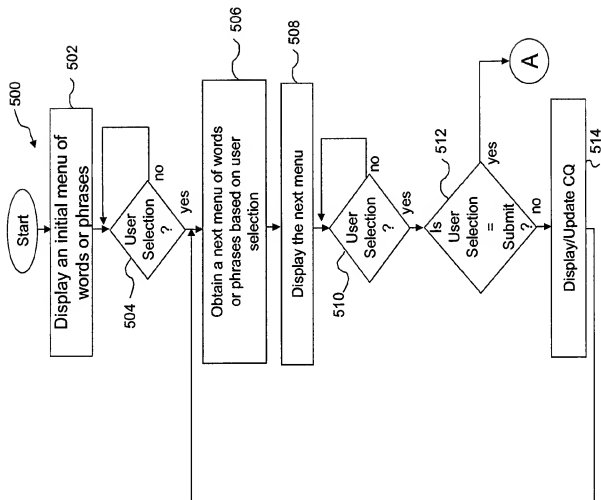 500
Start
Display an initial menu of
words or phrases
502
504
User
Selection
?
no
yes
Obtain a next menu of words
or phrases based on user
selection
506
Display the next menu
508
510
User
Selection
?
no
yes
Is
User
Selection
=
Submit
?
512
yes
A
no
Display/Update CQ
514